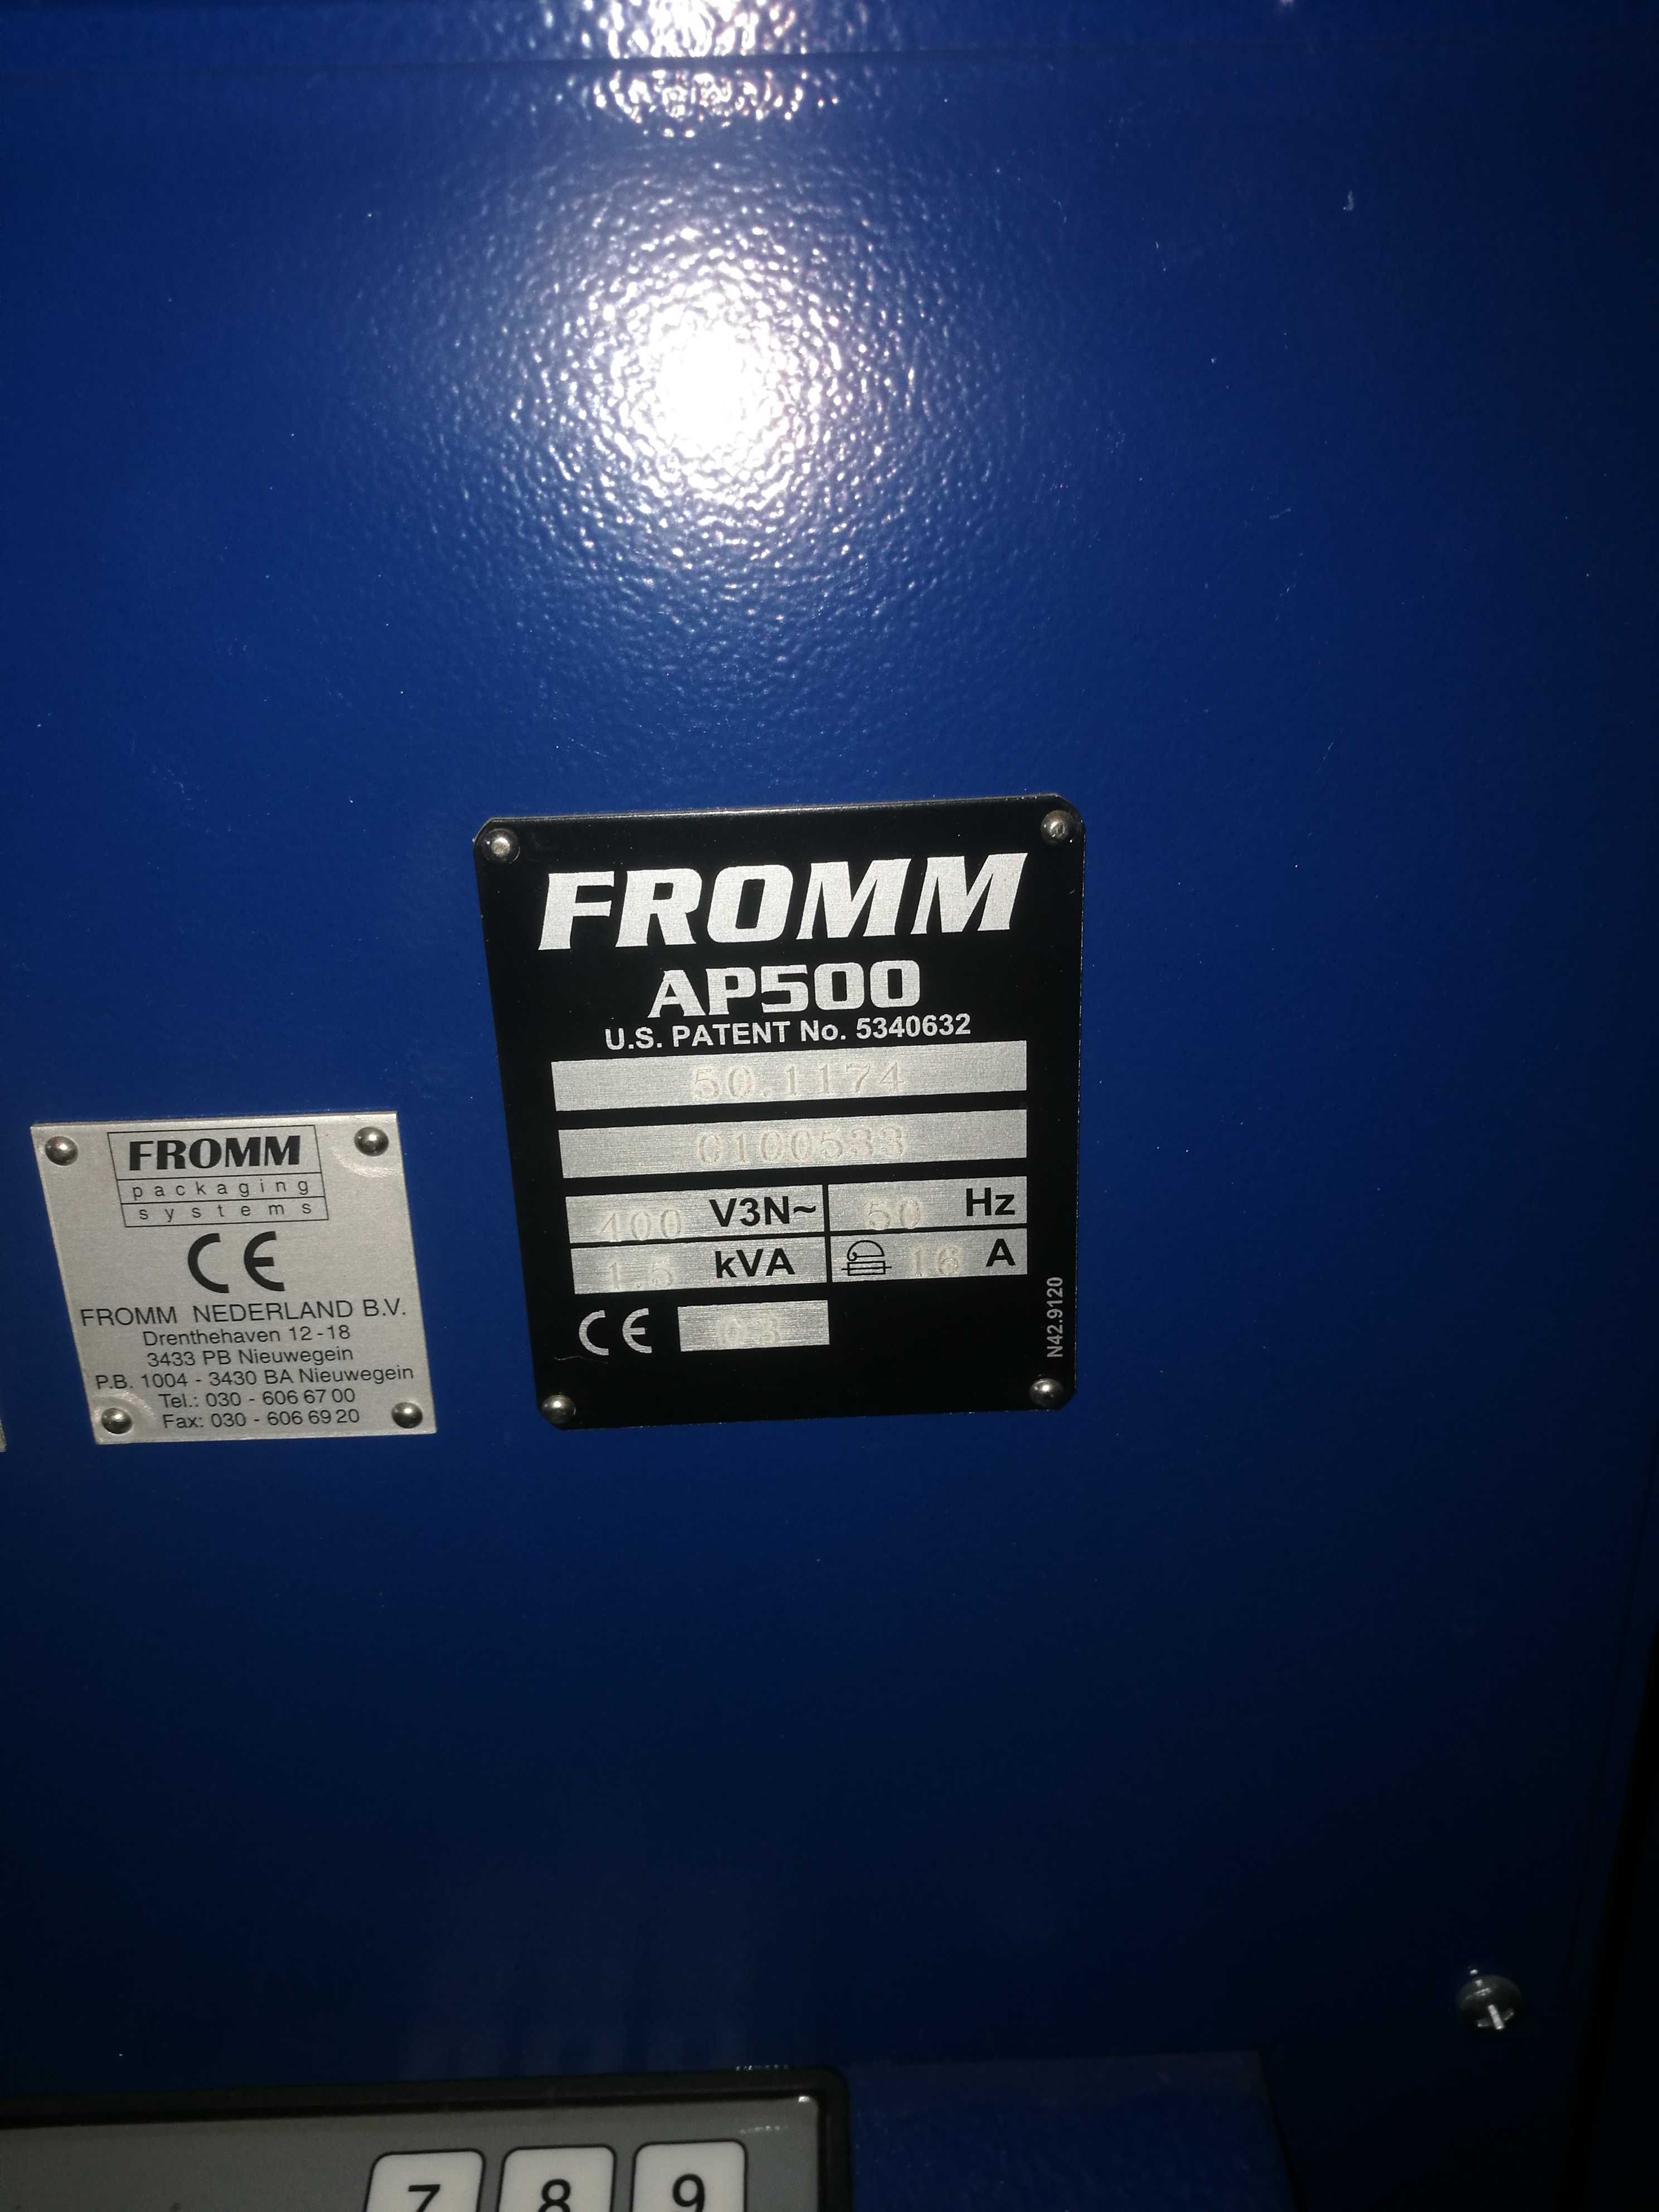 FROMM
AP500
U.S. PATENT No. 5340632
50.1174
C100533
400 V3N~ 50 Hz
1.5 kVA 16 A
CE 03
N42.9120
FROMM
packaging
systems
CE
FROMM NEDERLAND B.V.
Drenthehaven 12-18
3433 PB Nieuwegein
P.B. 1004 - 3430 BA Nieuwegein
Tel.: 030 - 606 67 00
Fax: 030 - 606 69 20
7 8 9